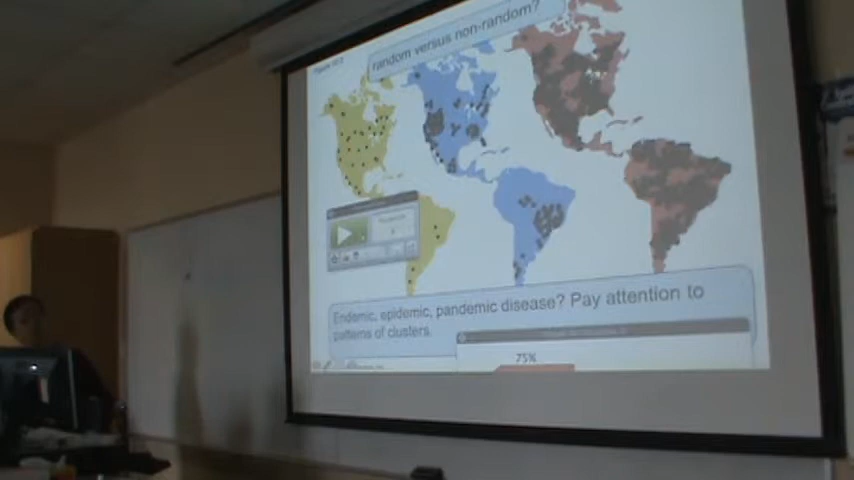 random versus non-random?
Endemic, epidemic, pandemic disease? Pay attention to
patterns of clusters.
75%